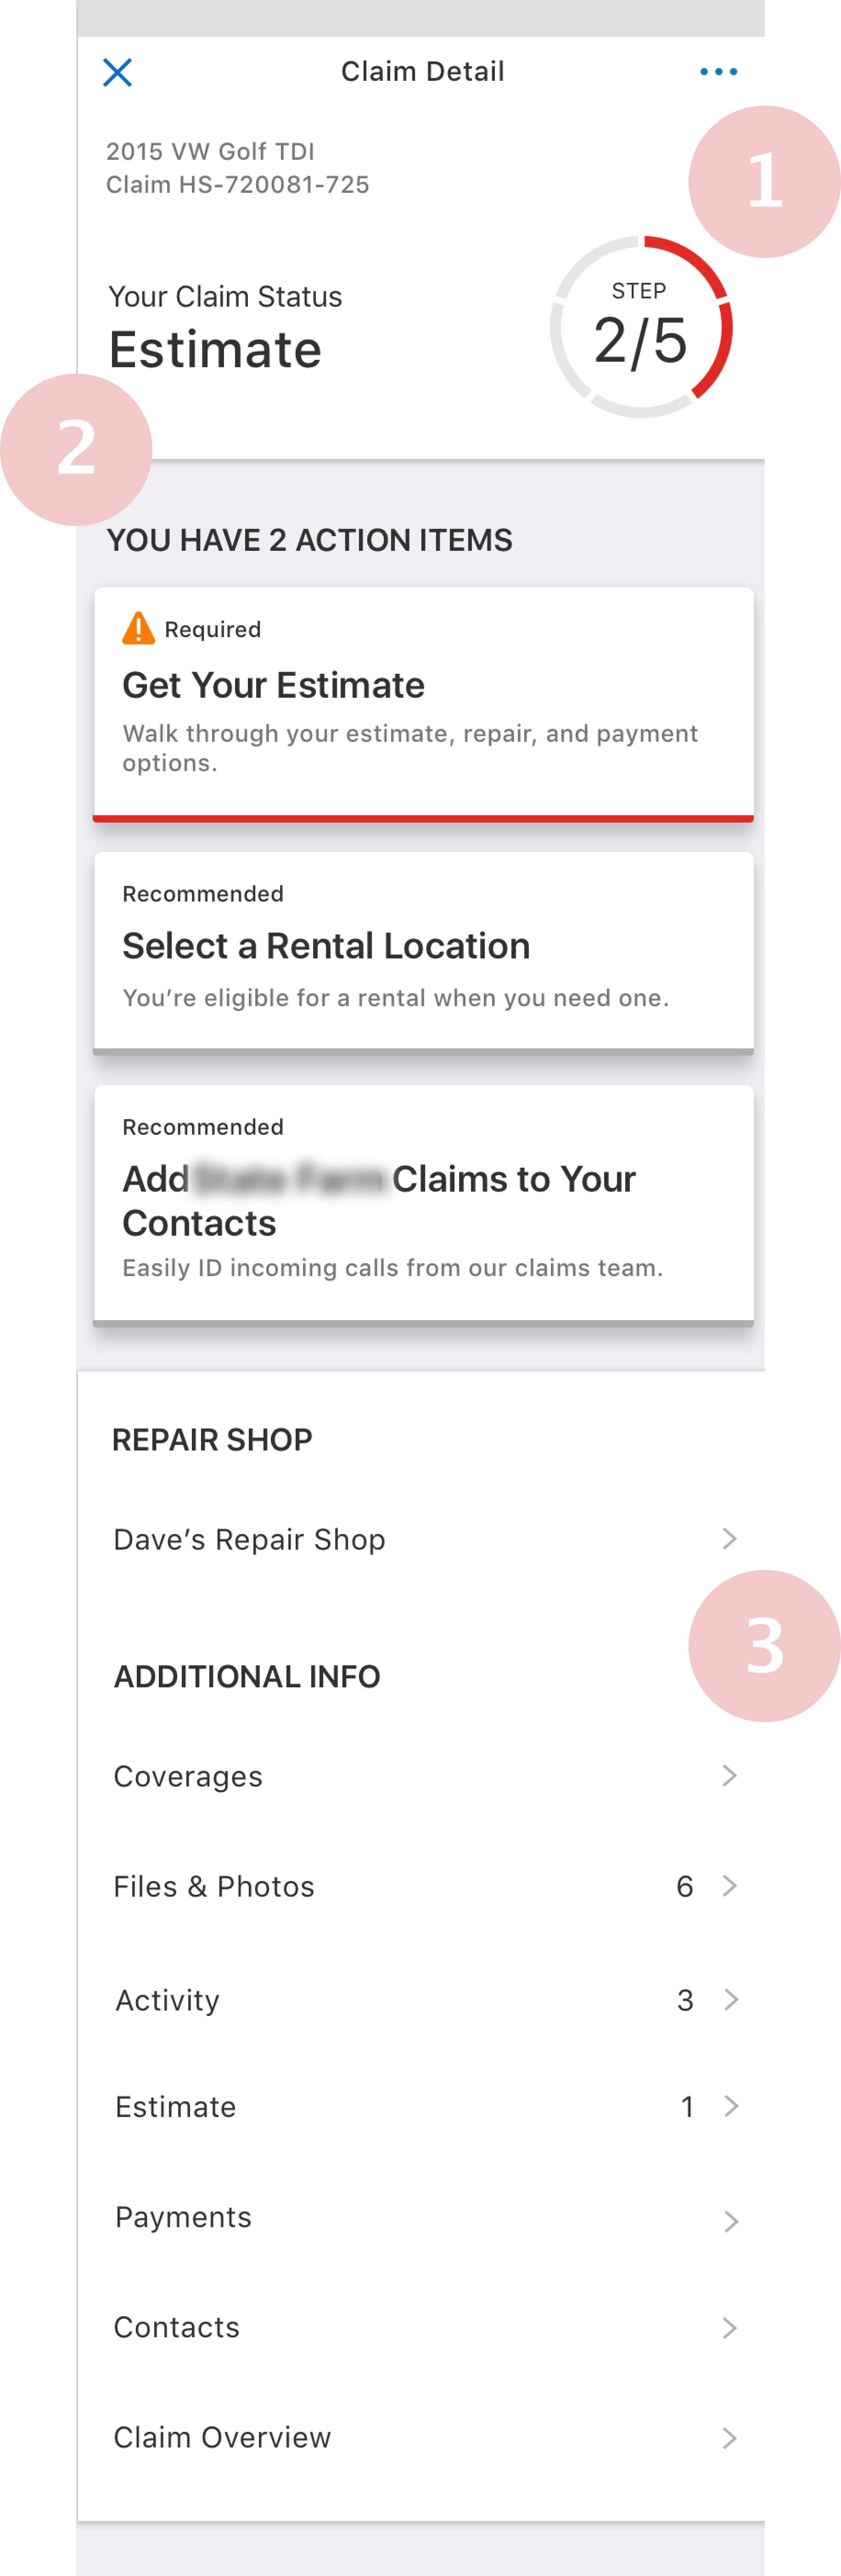 Claim Detail
1
2015 VW Golf TDI
Claim HS-720081-725
Your Claim Status
Estimate
STEP
2/5
2
YOU HAVE 2 ACTION ITEMS
Required
Get Your Estimate
Walk through your estimate, repair, and payment
options.
Recommended
Select a Rental Location
You’re eligible for a rental when you need one.
Recommended
Add Claims to Your
Contacts
Easily ID incoming calls from our claims team.
REPAIR SHOP
Dave’s Repair Shop
3
ADDITIONAL INFO
Coverages
Files & Photos 6
Activity 3
Estimate 1
Payments
Contacts
Claim Overview